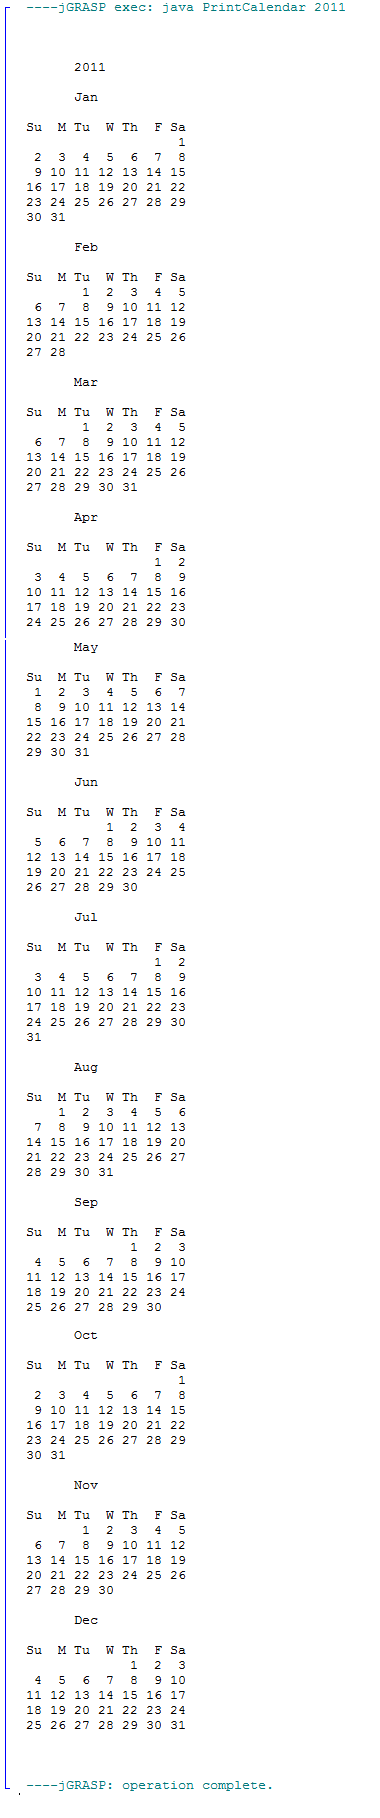 ----jGRASP exec: java PrintCalendar 2011
      2011
      Jan
Su  M Tu  W Th  F Sa
                   1
 2  3  4  5  6  7  8
 9 10 11 12 13 14 15
16 17 18 19 20 21 22
23 24 25 26 27 28 29
30 31
      Feb
Su  M Tu  W Th  F Sa
       1  2  3  4  5
 6  7  8  9 10 11 12
13 14 15 16 17 18 19
20 21 22 23 24 25 26
27 28
      Mar
Su  M Tu  W Th  F Sa
       1  2  3  4  5
 6  7  8  9 10 11 12
13 14 15 16 17 18 19
20 21 22 23 24 25 26
27 28 29 30 31
      Apr
Su  M Tu  W Th  F Sa
                1  2
 3  4  5  6  7  8  9
10 11 12 13 14 15 16
17 18 19 20 21 22 23
24 25 26 27 28 29 30
      May
Su  M Tu  W Th  F Sa
 1  2  3  4  5  6  7
 8  9 10 11 12 13 14
15 16 17 18 19 20 21
22 23 24 25 26 27 28
29 30 31
      Jun
Su  M Tu  W Th  F Sa
          1  2  3  4
 5  6  7  8  9 10 11
12 13 14 15 16 17 18
19 20 21 22 23 24 25
26 27 28 29 30
      Jul
Su  M Tu  W Th  F Sa
                1  2
 3  4  5  6  7  8  9
10 11 12 13 14 15 16
17 18 19 20 21 22 23
24 25 26 27 28 29 30
31
      Aug
Su  M Tu  W Th  F Sa
    1  2  3  4  5  6
 7  8  9 10 11 12 13
14 15 16 17 18 19 20
21 22 23 24 25 26 27
28 29 30 31
      Sep
Su  M Tu  W Th  F Sa
             1  2  3
 4  5  6  7  8  9 10
11 12 13 14 15 16 17
18 19 20 21 22 23 24
25 26 27 28 29 30
      Oct
Su  M Tu  W Th  F Sa
                   1
 2  3  4  5  6  7  8
 9 10 11 12 13 14 15
16 17 18 19 20 21 22
23 24 25 26 27 28 29
30 31
      Nov
Su  M Tu  W Th  F Sa
       1  2  3  4  5
 6  7  8  9 10 11 12
13 14 15 16 17 18 19
20 21 22 23 24 25 26
27 28 29 30
      Dec
Su  M Tu  W Th  F Sa
             1  2  3
 4  5  6  7  8  9 10
11 12 13 14 15 16 17
18 19 20 21 22 23 24
25 26 27 28 29 30 31
----jGRASP: operation complete.